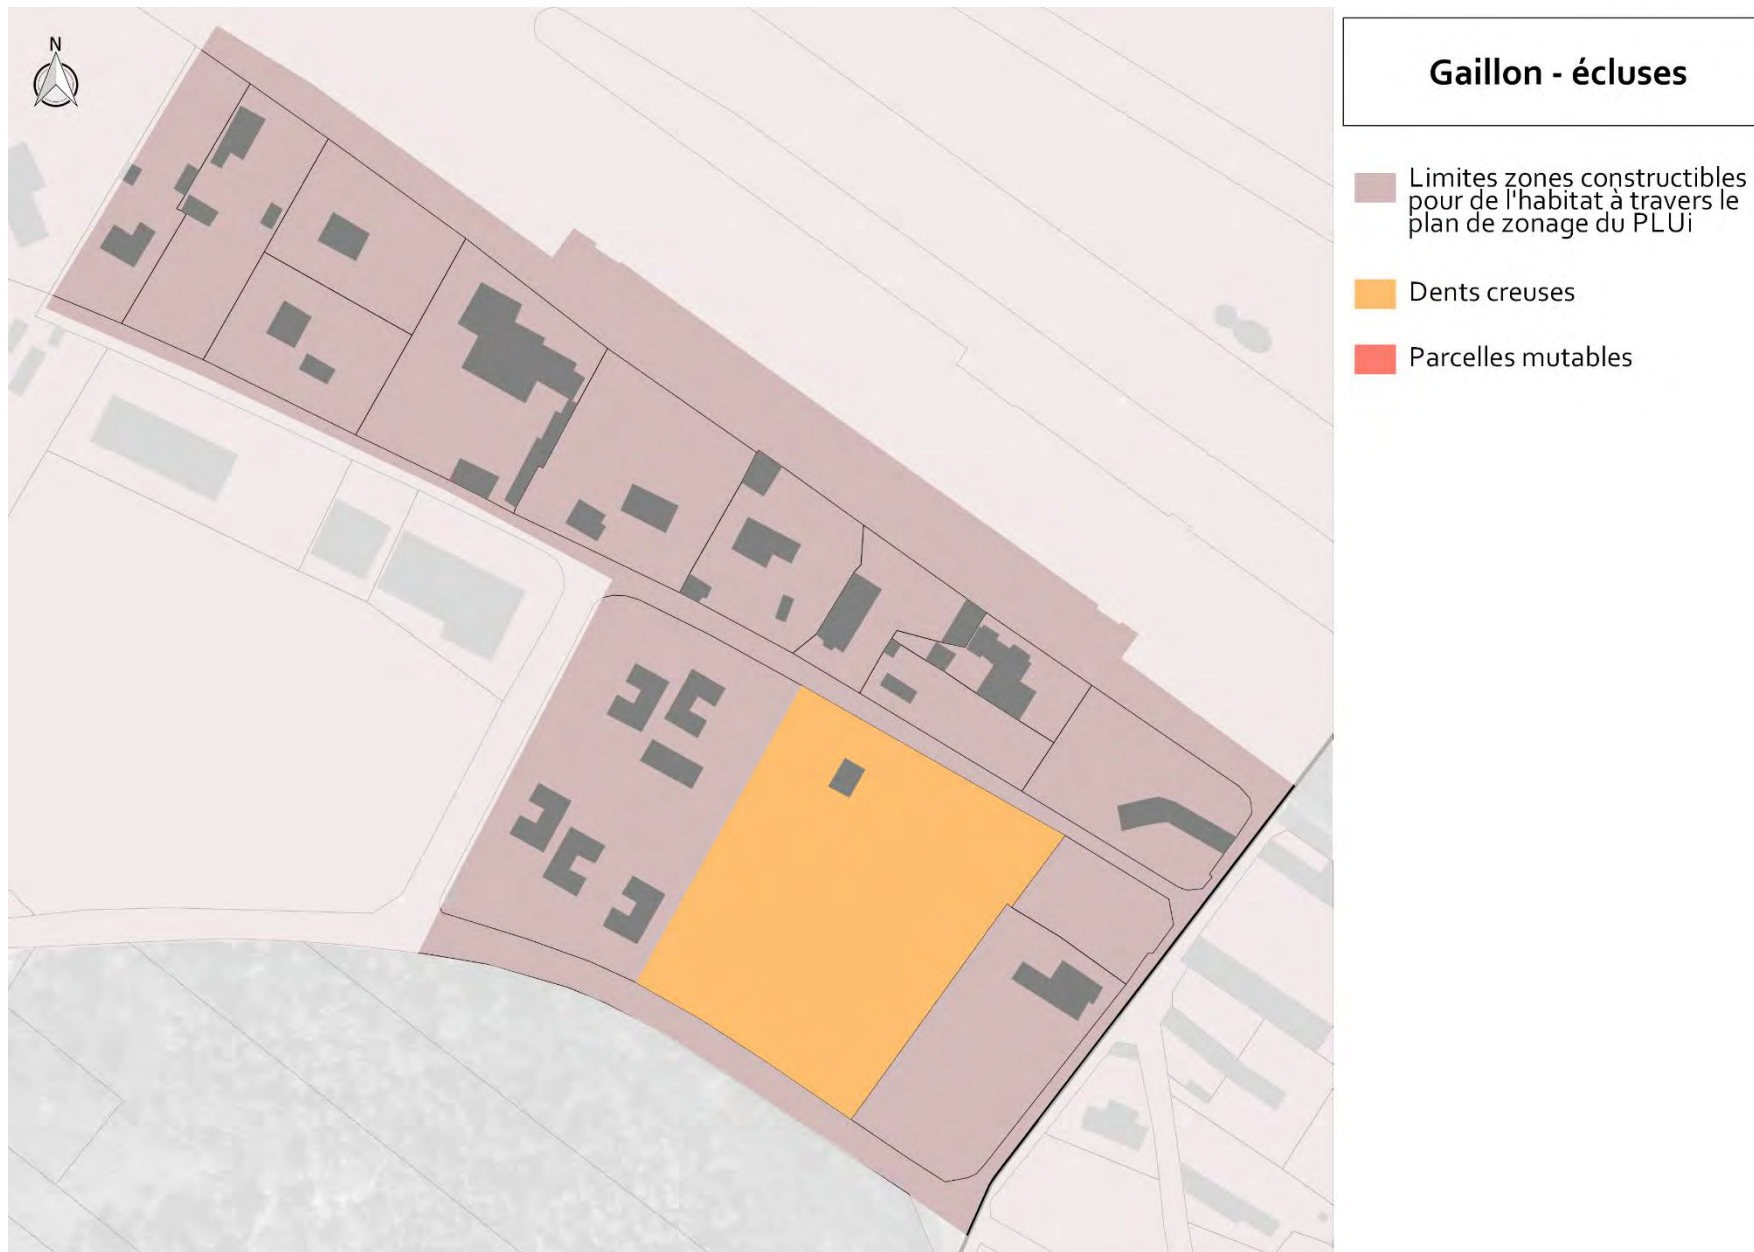 N
Gaillon - écluses
Limites zones constructibles
pour de l'habitat à travers le
plan de zonage du PLUi
Dents creuses
Parcelles mutables